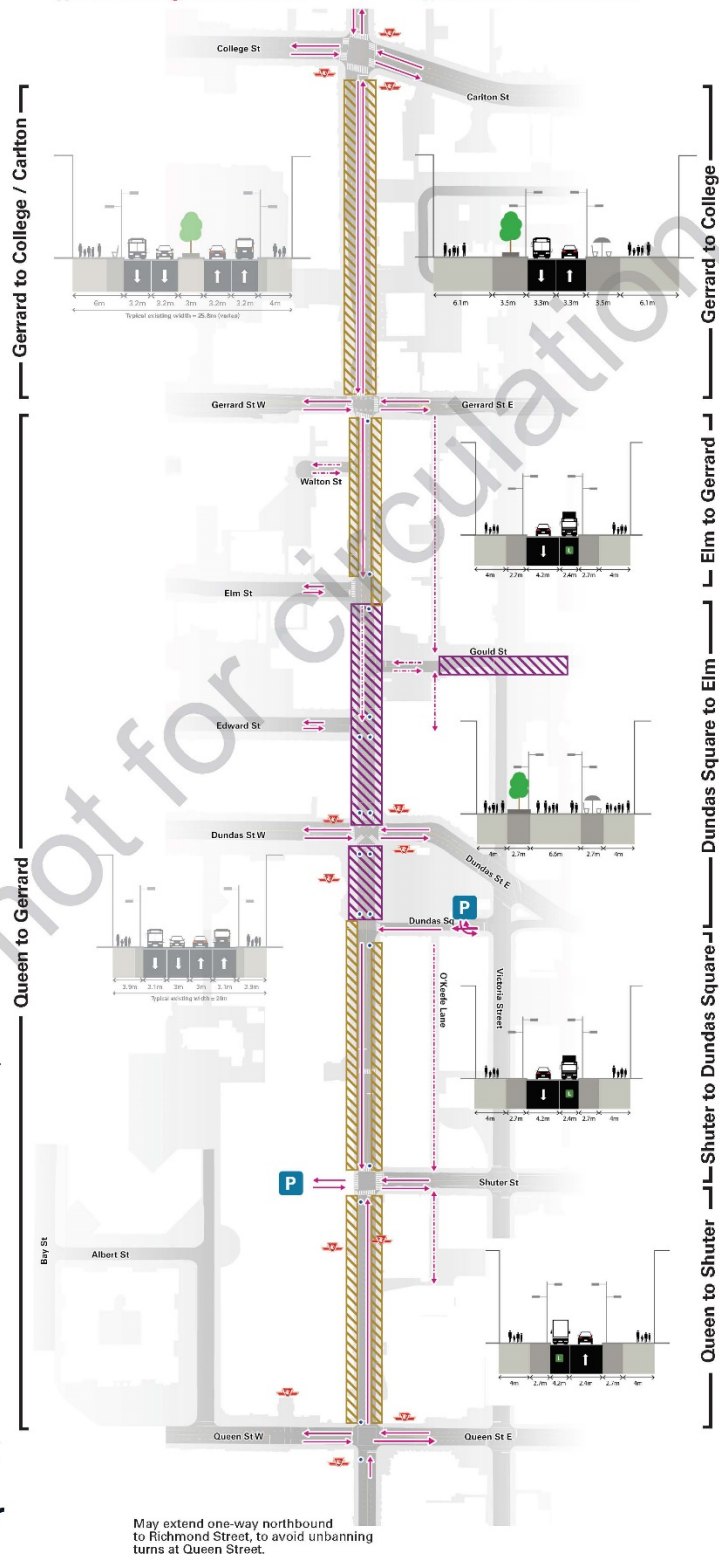 College St
Carlton St
Gerrard to College / Carlton
Gerrard to College
6m 3.2m 3.2m 3m 3.2m 3.2m 4m
Typical existing width = 25.8m (varies)
6.1m 3.5m 3.3m 3.3m 3.5m 6.1m
not for circulation
Gerrard St W
Gerrard St E
Walton St
Elm to Gerrard
4m 2.7m 4.2m 2.4m 2.7m 4m
L
Elm St
Gould St
Edward St
Dundas Square to Elm
4m 2.7m 6.6m 2.7m 4m
Dundas St W
Dundas St E
Queen to Gerrard
3.9m 3.1m 3m 3m 3.1m 3.9m
Typical existing width = 20m
P
Dundas Sq
O'Keefe Lane
Victoria Street
Shuter to Dundas Square
4m 2.7m 4.2m 2.4m 2.7m 4m
L
P
Shuter St
Bay St
Albert St
Queen to Shuter
4m 2.7m 4.2m 2.4m 2.7m 4m
L
Queen St W
Queen St E
May extend one-way northbound
to Richmond Street, to avoid unbanning
turns at Queen Street.